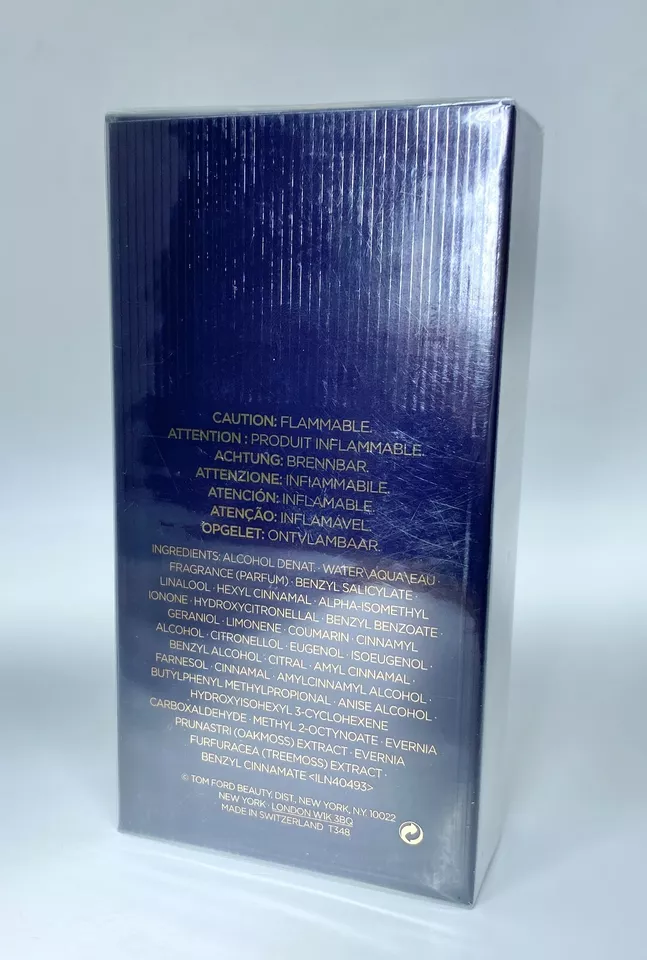 CAUTION: FLAMMABLE.
ATTENTION : PRODUIT INFLAMMABLE.
ACHTUNG: BRENNBAR.
ATTENZIONE: INFIAMMABILE.
ATENCIÓN: INFLAMABLE.
ATENÇÃO: INFLAMÁVEL.
OPGELET: ONTVLAMBAAR.
INGREDIENTS: ALCOHOL DENAT. · WATER\AQUA\EAU ·
FRAGRANCE (PARFUM) · BENZYL SALICYLATE ·
LINALOOL · HEXYL CINNAMAL · ALPHA-ISOMETHYL
IONONE · HYDROXYCITRONELLAL · BENZYL BENZOATE ·
GERANIOL · LIMONENE · COUMARIN · CINNAMYL
ALCOHOL · CITRONELLOL · EUGENOL · ISOEUGENOL ·
BENZYL ALCOHOL · CITRAL · AMYL CINNAMAL ·
FARNESOL · CINNAMAL · AMYLCINNAMYL ALCOHOL ·
BUTYLPHENYL METHYLPROPIONAL · ANISE ALCOHOL ·
HYDROXYISOHEXYL 3-CYCLOHEXENE
CARBOXALDEHYDE · METHYL 2-OCTYNOATE · EVERNIA
PRUNASTRI (OAKMOSS) EXTRACT · EVERNIA
FURFURACEA (TREEMOSS) EXTRACT ·
BENZYL CINNAMATE <ILN40493>
© TOM FORD BEAUTY, DIST. NEW YORK, N.Y. 10022
NEW YORK · LONDON W1K 3BQ
MADE IN SWITZERLAND T348